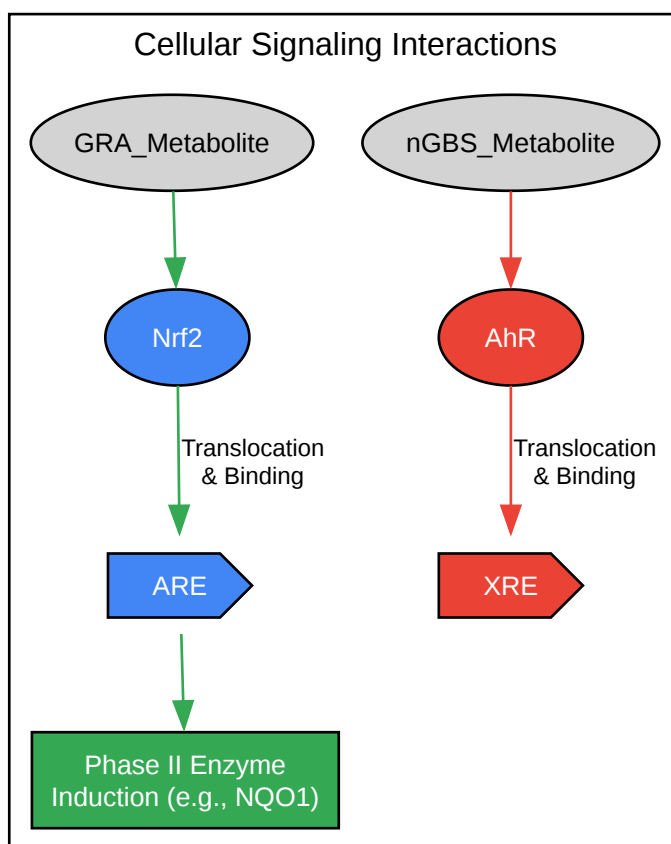 Cellular Signaling Interactions
GRA_Metabolite
nGBS_Metabolite
Nrf2
AhR
Translocation
& Binding
Translocation
& Binding
ARE
XRE
Phase II Enzyme
Induction (e.g., NQO1)